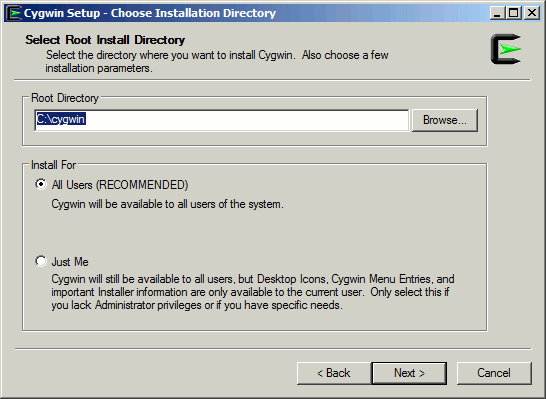 Cygwin Setup - Choose Installation Directory
Select Root Install Directory
Select the directory where you want to install Cygwin. Also choose a few
installation parameters.
Root Directory
C:\cygwin
Browse...
Install For
All Users (RECOMMENDED)
Cygwin will be available to all users of the system.
Just Me
Cygwin will still be available to all users, but Desktop Icons, Cygwin Menu Entries, and
important Installer information are only available to the current user. Only select this if
you lack Administrator privileges or if you have specific needs.
< Back
Next >
Cancel